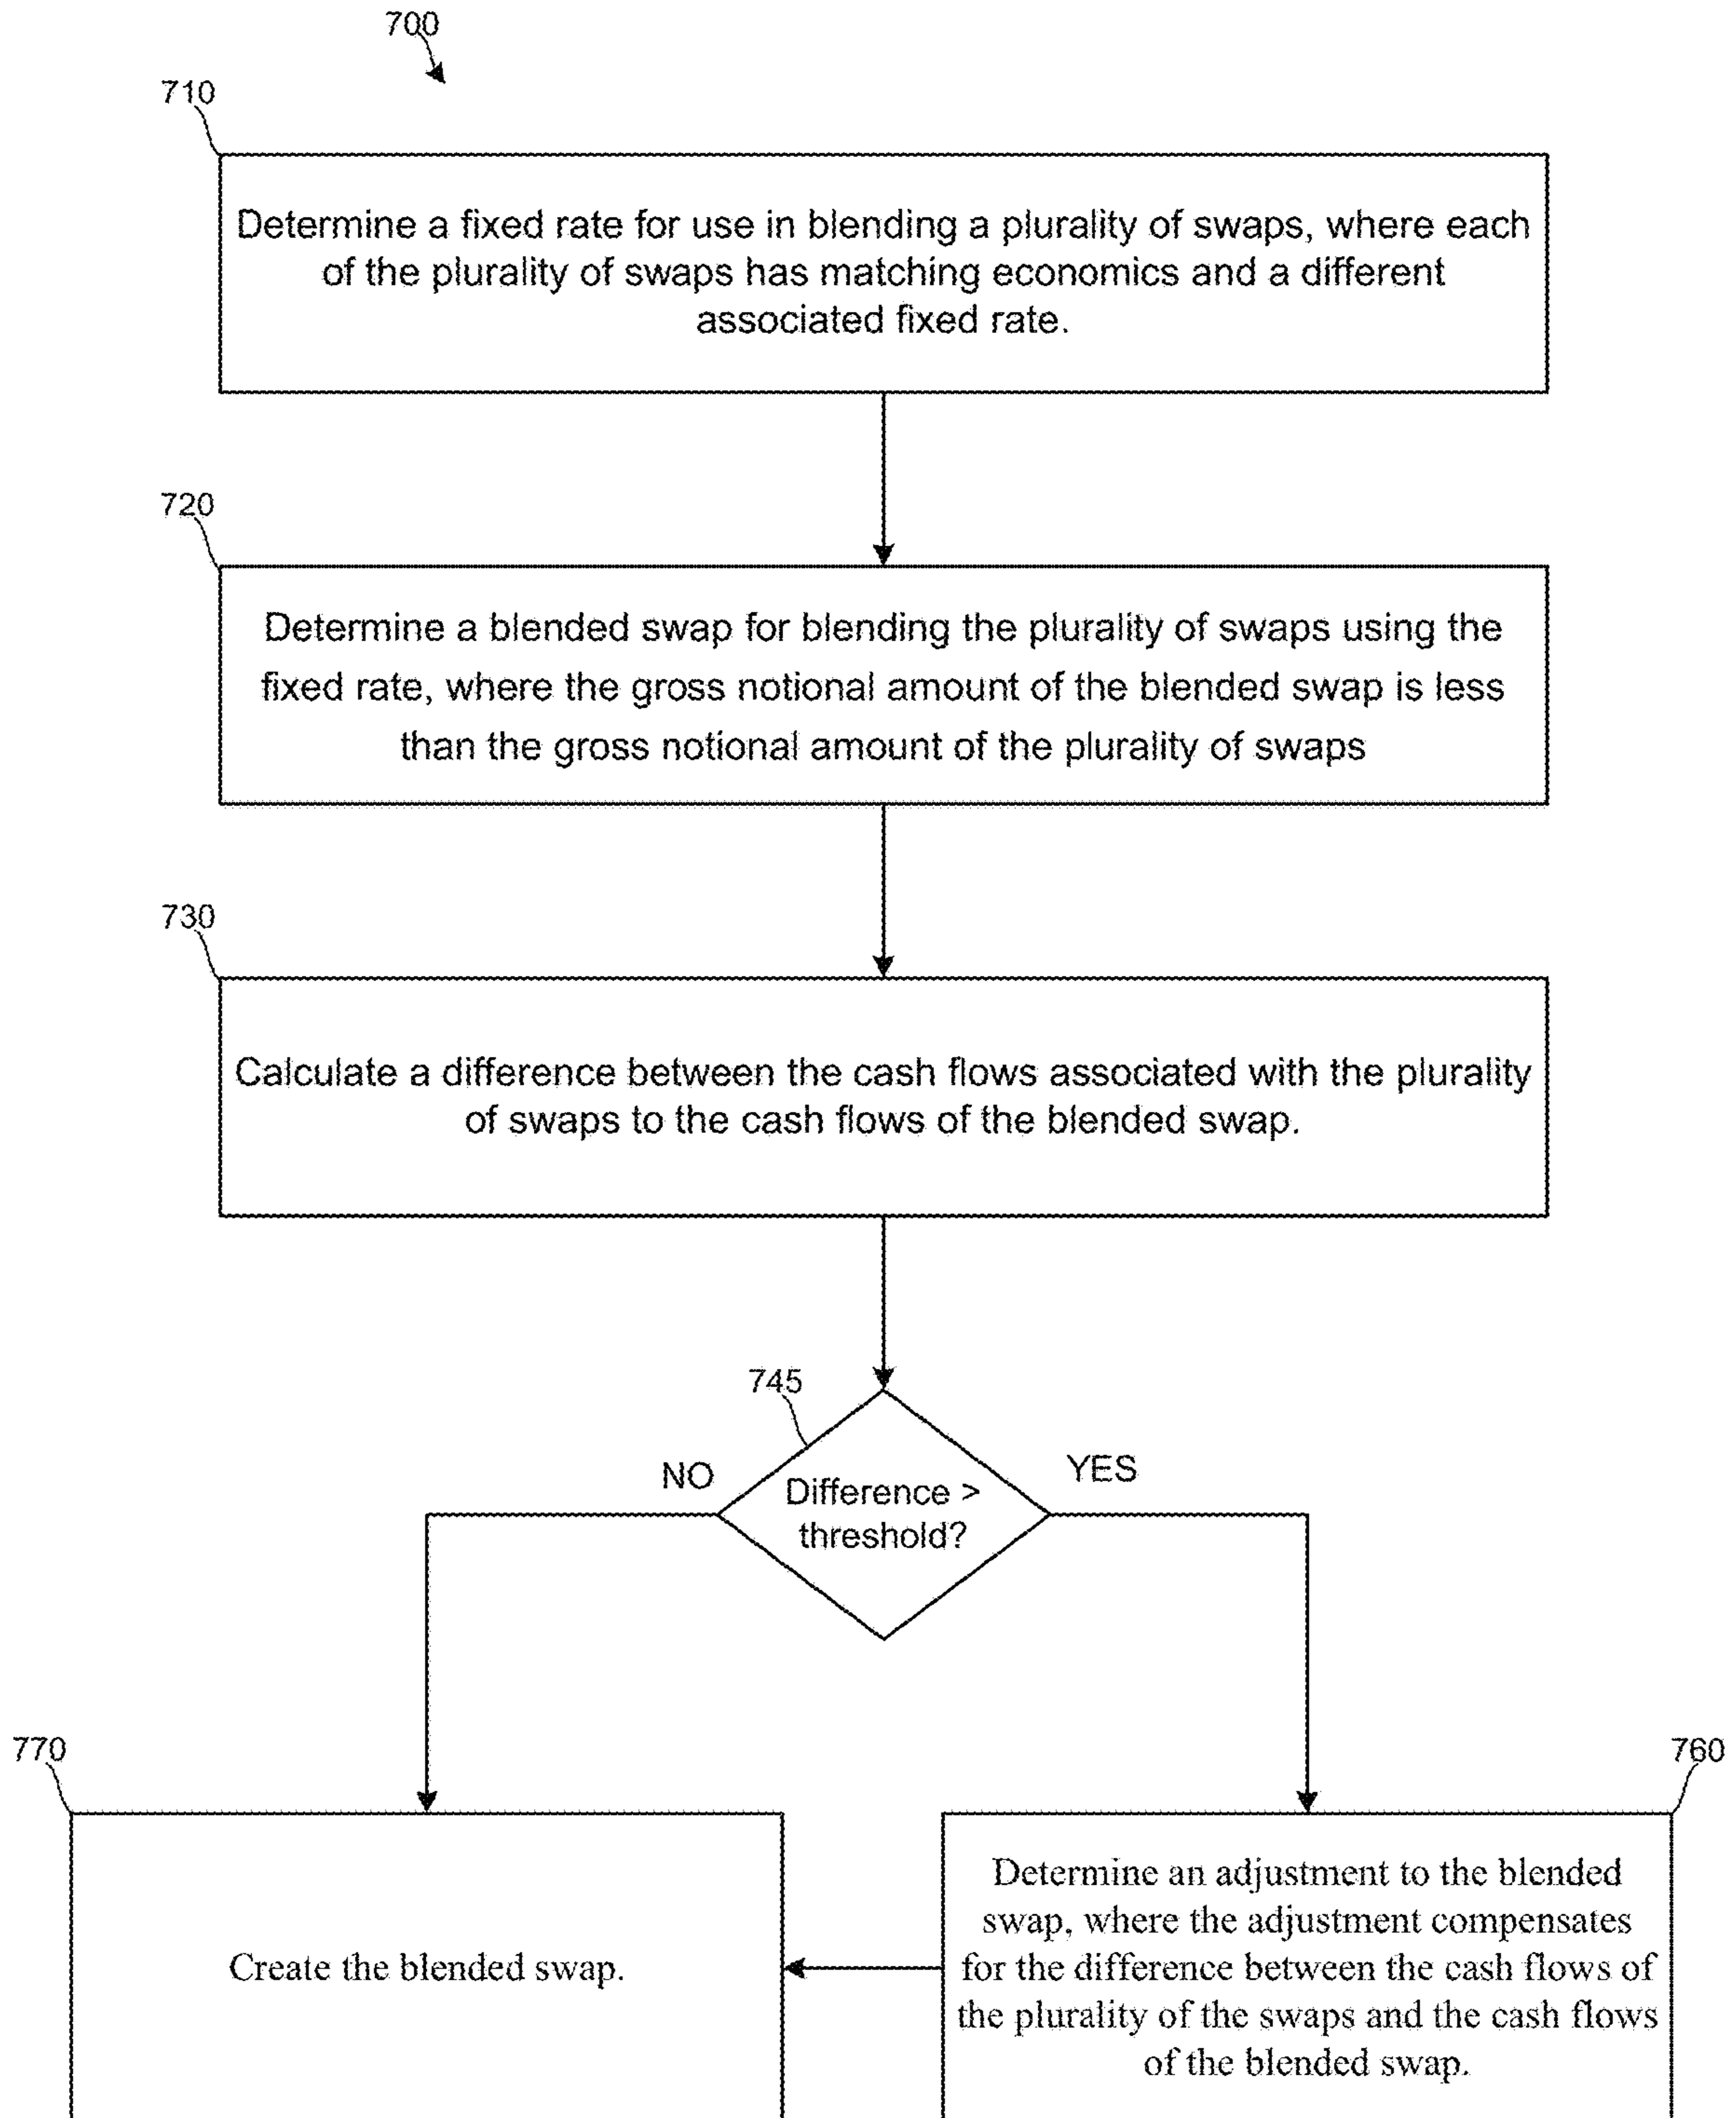 700
710
Determine a fixed rate for use in blending a plurality of swaps, where each
of the plurality of swaps has matching economics and a different
associated fixed rate.
720
Determine a blended swap for blending the plurality of swaps using the
fixed rate, where the gross notional amount of the blended swap is less
than the gross notional amount of the plurality of swaps
730
Calculate a difference between the cash flows associated with the plurality
of swaps to the cash flows of the blended swap.
745
NO
YES
Difference >
threshold?
770
Create the blended swap.
760
Determine an adjustment to the blended
swap, where the adjustment compensates
for the difference between the cash flows of
the plurality of the swaps and the cash flows
of the blended swap.